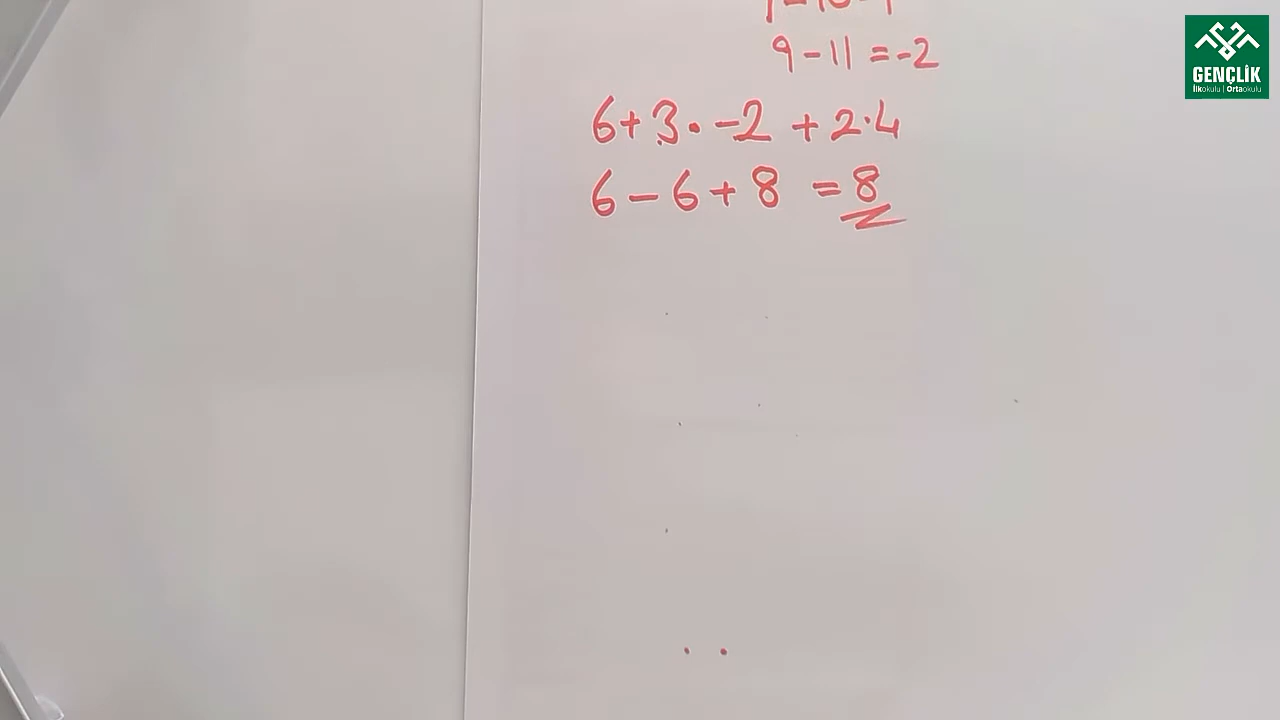 9-11=-2
6+3.-2+2.4
6-6+8=8
GENÇLİK
İlkokulu | Ortaokulu